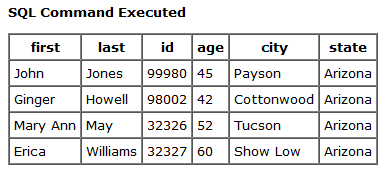 SQL Command Executed
first last id age city state
John Jones 99980 45 Payson Arizona
Ginger Howell 98002 42 Cottonwood Arizona
Mary Ann May 32326 52 Tucson Arizona
Erica Williams 32327 60 Show Low Arizona